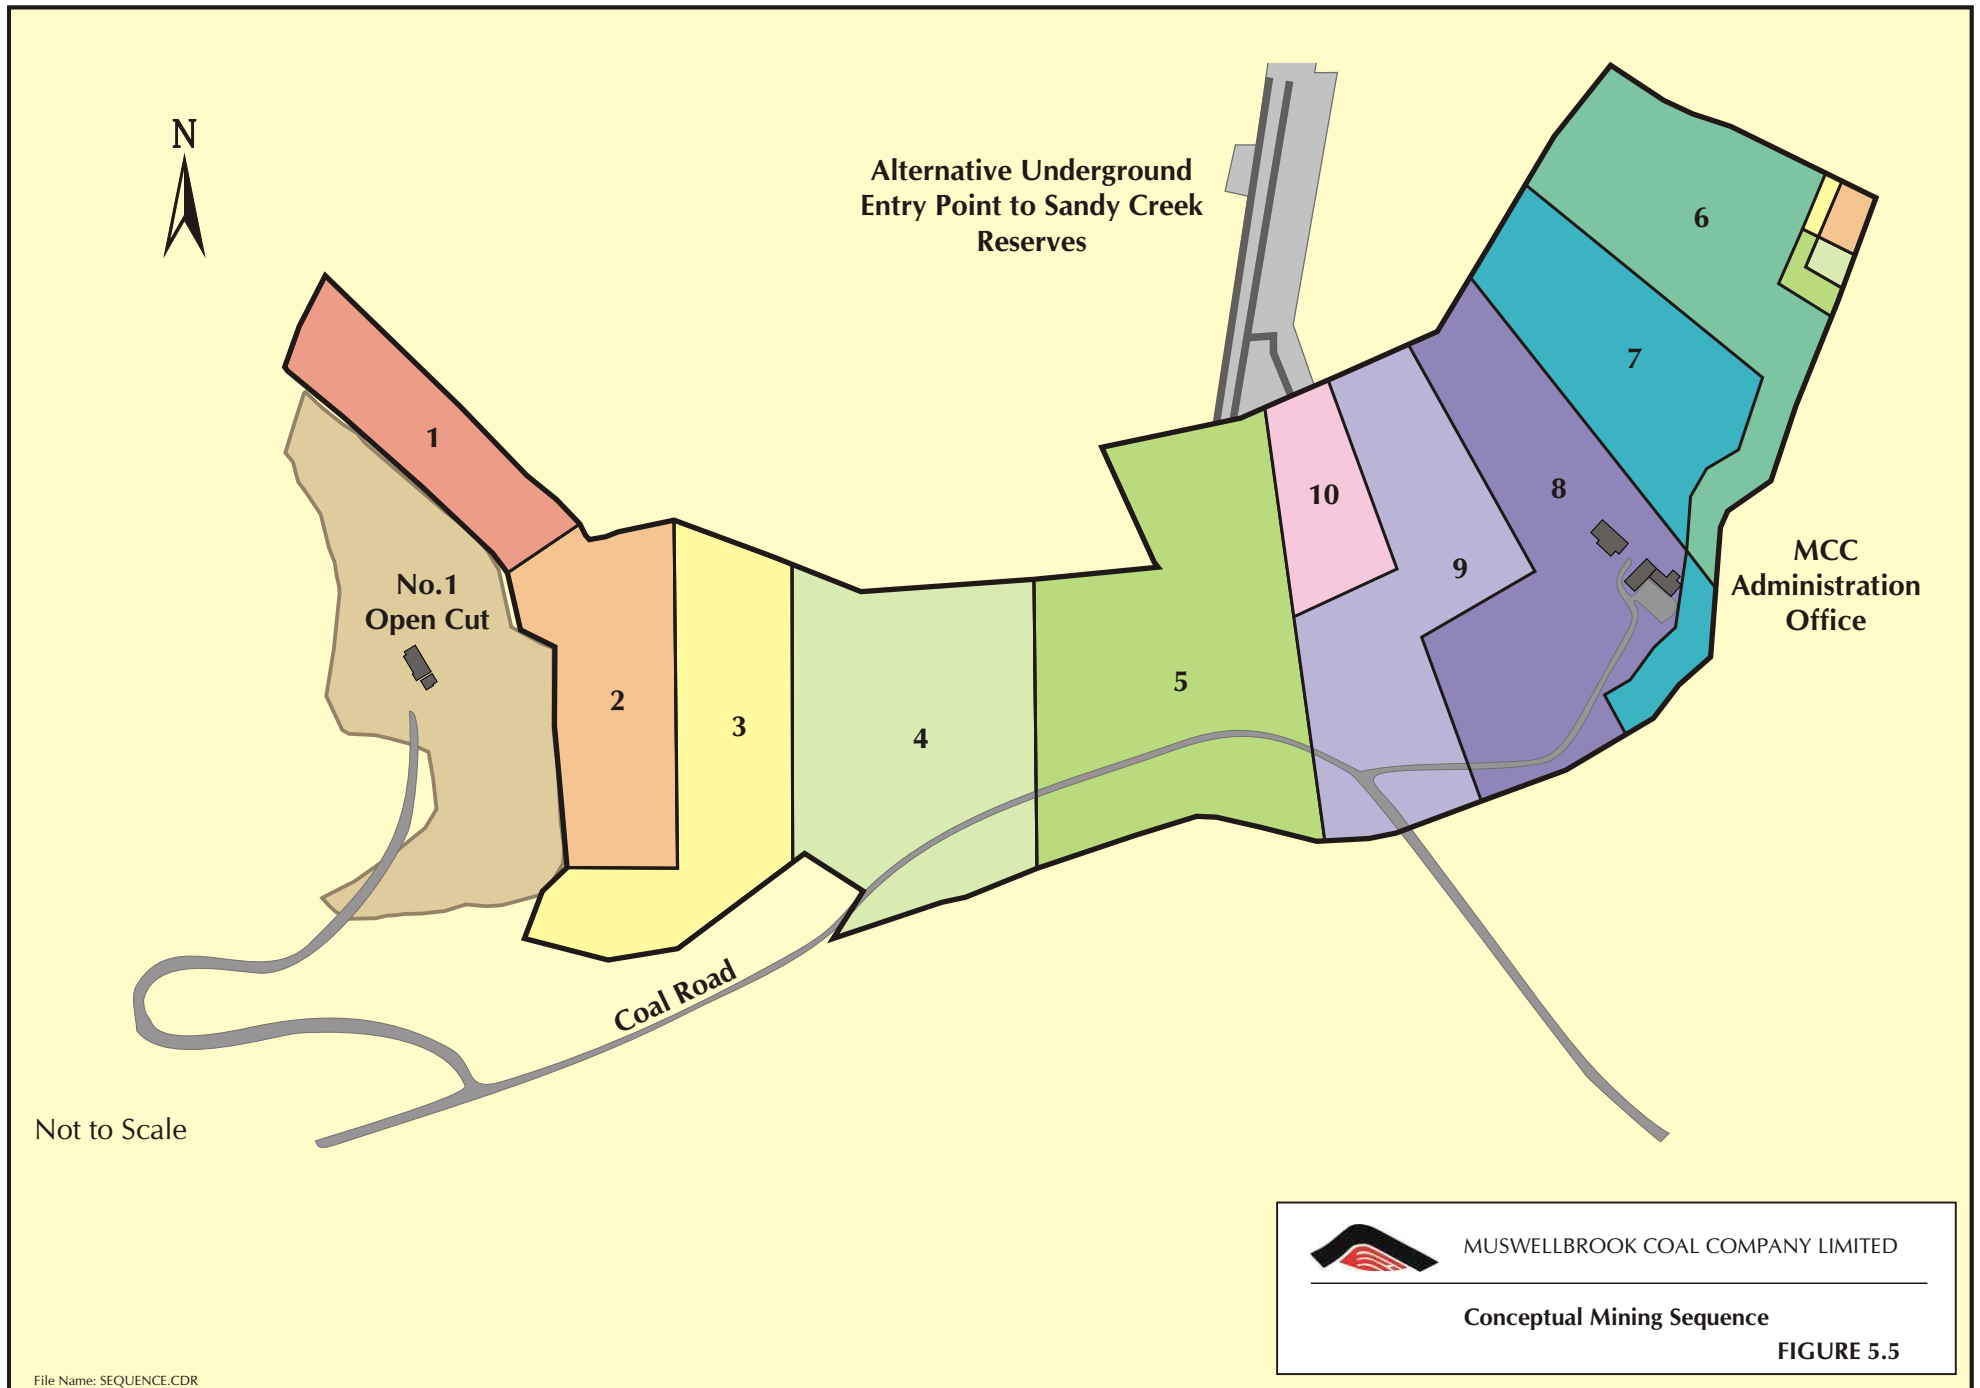 N
Alternative Underground
Entry Point to Sandy Creek
Reserves
6
7
1
8
10
MCC
Administration
Office
9
No.1
Open Cut
5
2
3
4
Coal Road
Not to Scale
MUSWELLBROOK COAL COMPANY LIMITED
Conceptual Mining Sequence
FIGURE 5.5
File Name: SEQUENCE.CDR